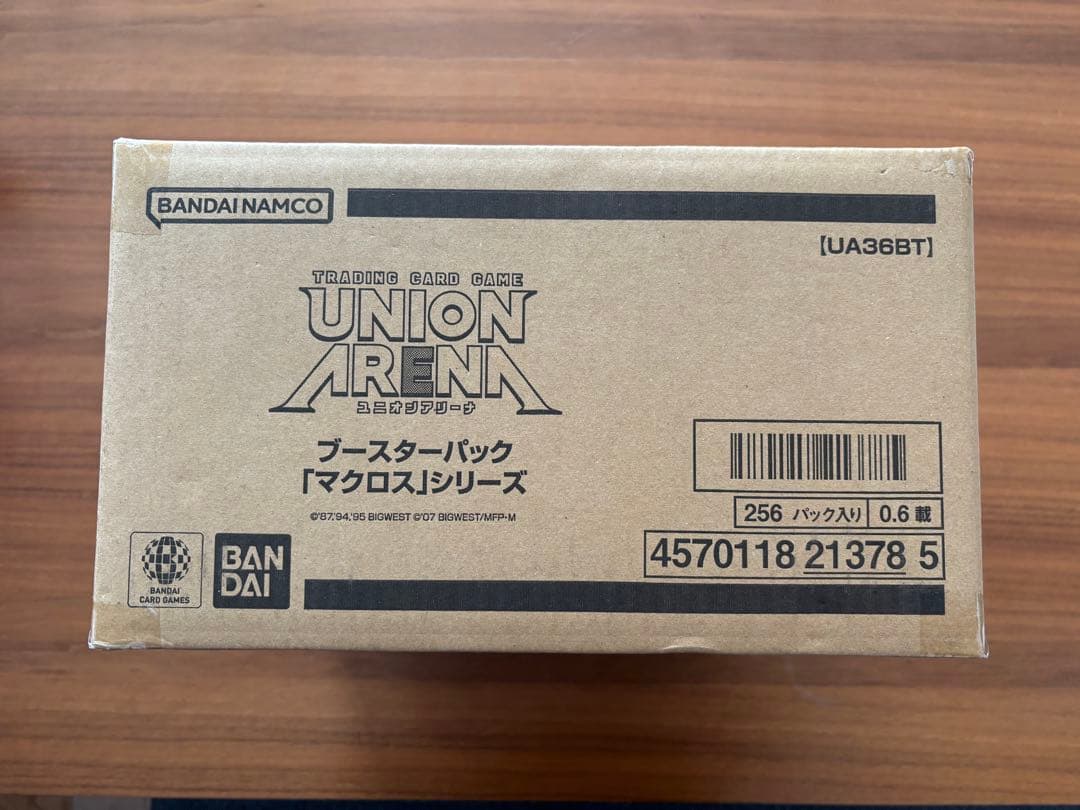 BANDAI NAMCO
【UA36BT】
TRADING CARD GAME
UNION
ARENA
ユニオンアリーナ
ブースターパック
「マクロス」シリーズ
©'87,'94,'95 BIGWEST ©'07 BIGWEST/MFP・M
256 パック入り 0.6 載
4570118 21378 5
BANDAI
CARD GAMES
BAN
DAI